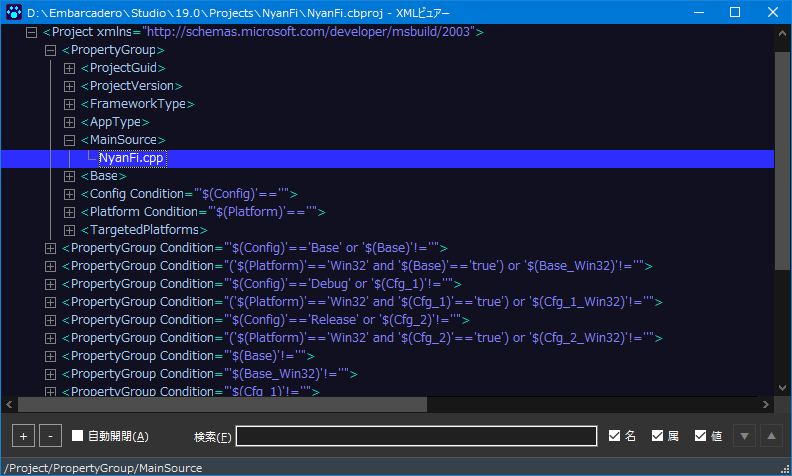 D:\Embarcadero\Studio\19.0\Projects\NyanFi\NyanFi.cbproj - XMLビュアー
<Project xmlns="http://schemas.microsoft.com/developer/msbuild/2003">
<PropertyGroup>
<ProjectGuid>
<ProjectVersion>
<FrameworkType>
<AppType>
<MainSource>
NyanFi.cpp
<Base>
<Config Condition="'$(Config)'==''">
<Platform Condition="'$(Platform)'==''">
<TargetedPlatforms>
<PropertyGroup Condition="'$(Config)'=='Base' or '$(Base)'!=''">
<PropertyGroup Condition="('$(Platform)'=='Win32' and '$(Base)'=='true') or '$(Base_Win32)'!=''">
<PropertyGroup Condition="'$(Config)'=='Debug' or '$(Cfg_1)'!=''">
<PropertyGroup Condition="('$(Platform)'=='Win32' and '$(Cfg_1)'=='true') or '$(Cfg_1_Win32)'!=''">
<PropertyGroup Condition="'$(Config)'=='Release' or '$(Cfg_2)'!=''">
<PropertyGroup Condition="('$(Platform)'=='Win32' and '$(Cfg_2)'=='true') or '$(Cfg_2_Win32)'!=''">
<PropertyGroup Condition="'$(Base)'!=''">
<PropertyGroup Condition="'$(Base_Win32)'!=''">
<PropertyGroup Condition="'$(Cfg_1)'!=''">
+ - 自動開閉(A) 検索(F) 名 属 値
/Project/PropertyGroup/MainSource